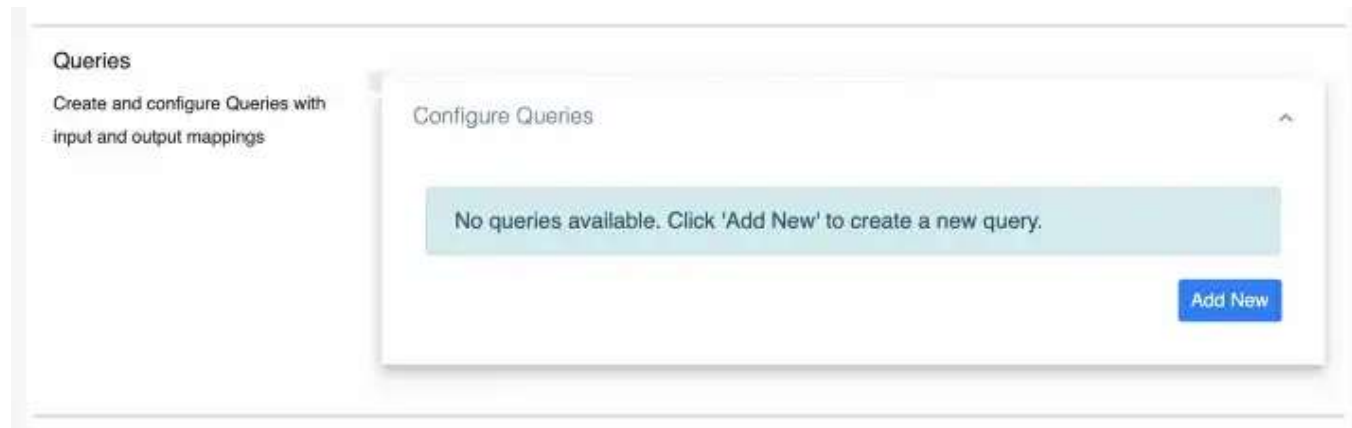 Queries
Create and configure Queries with
input and output mappings
Configure Queries
No queries available. Click 'Add New' to create a new query.
Add New